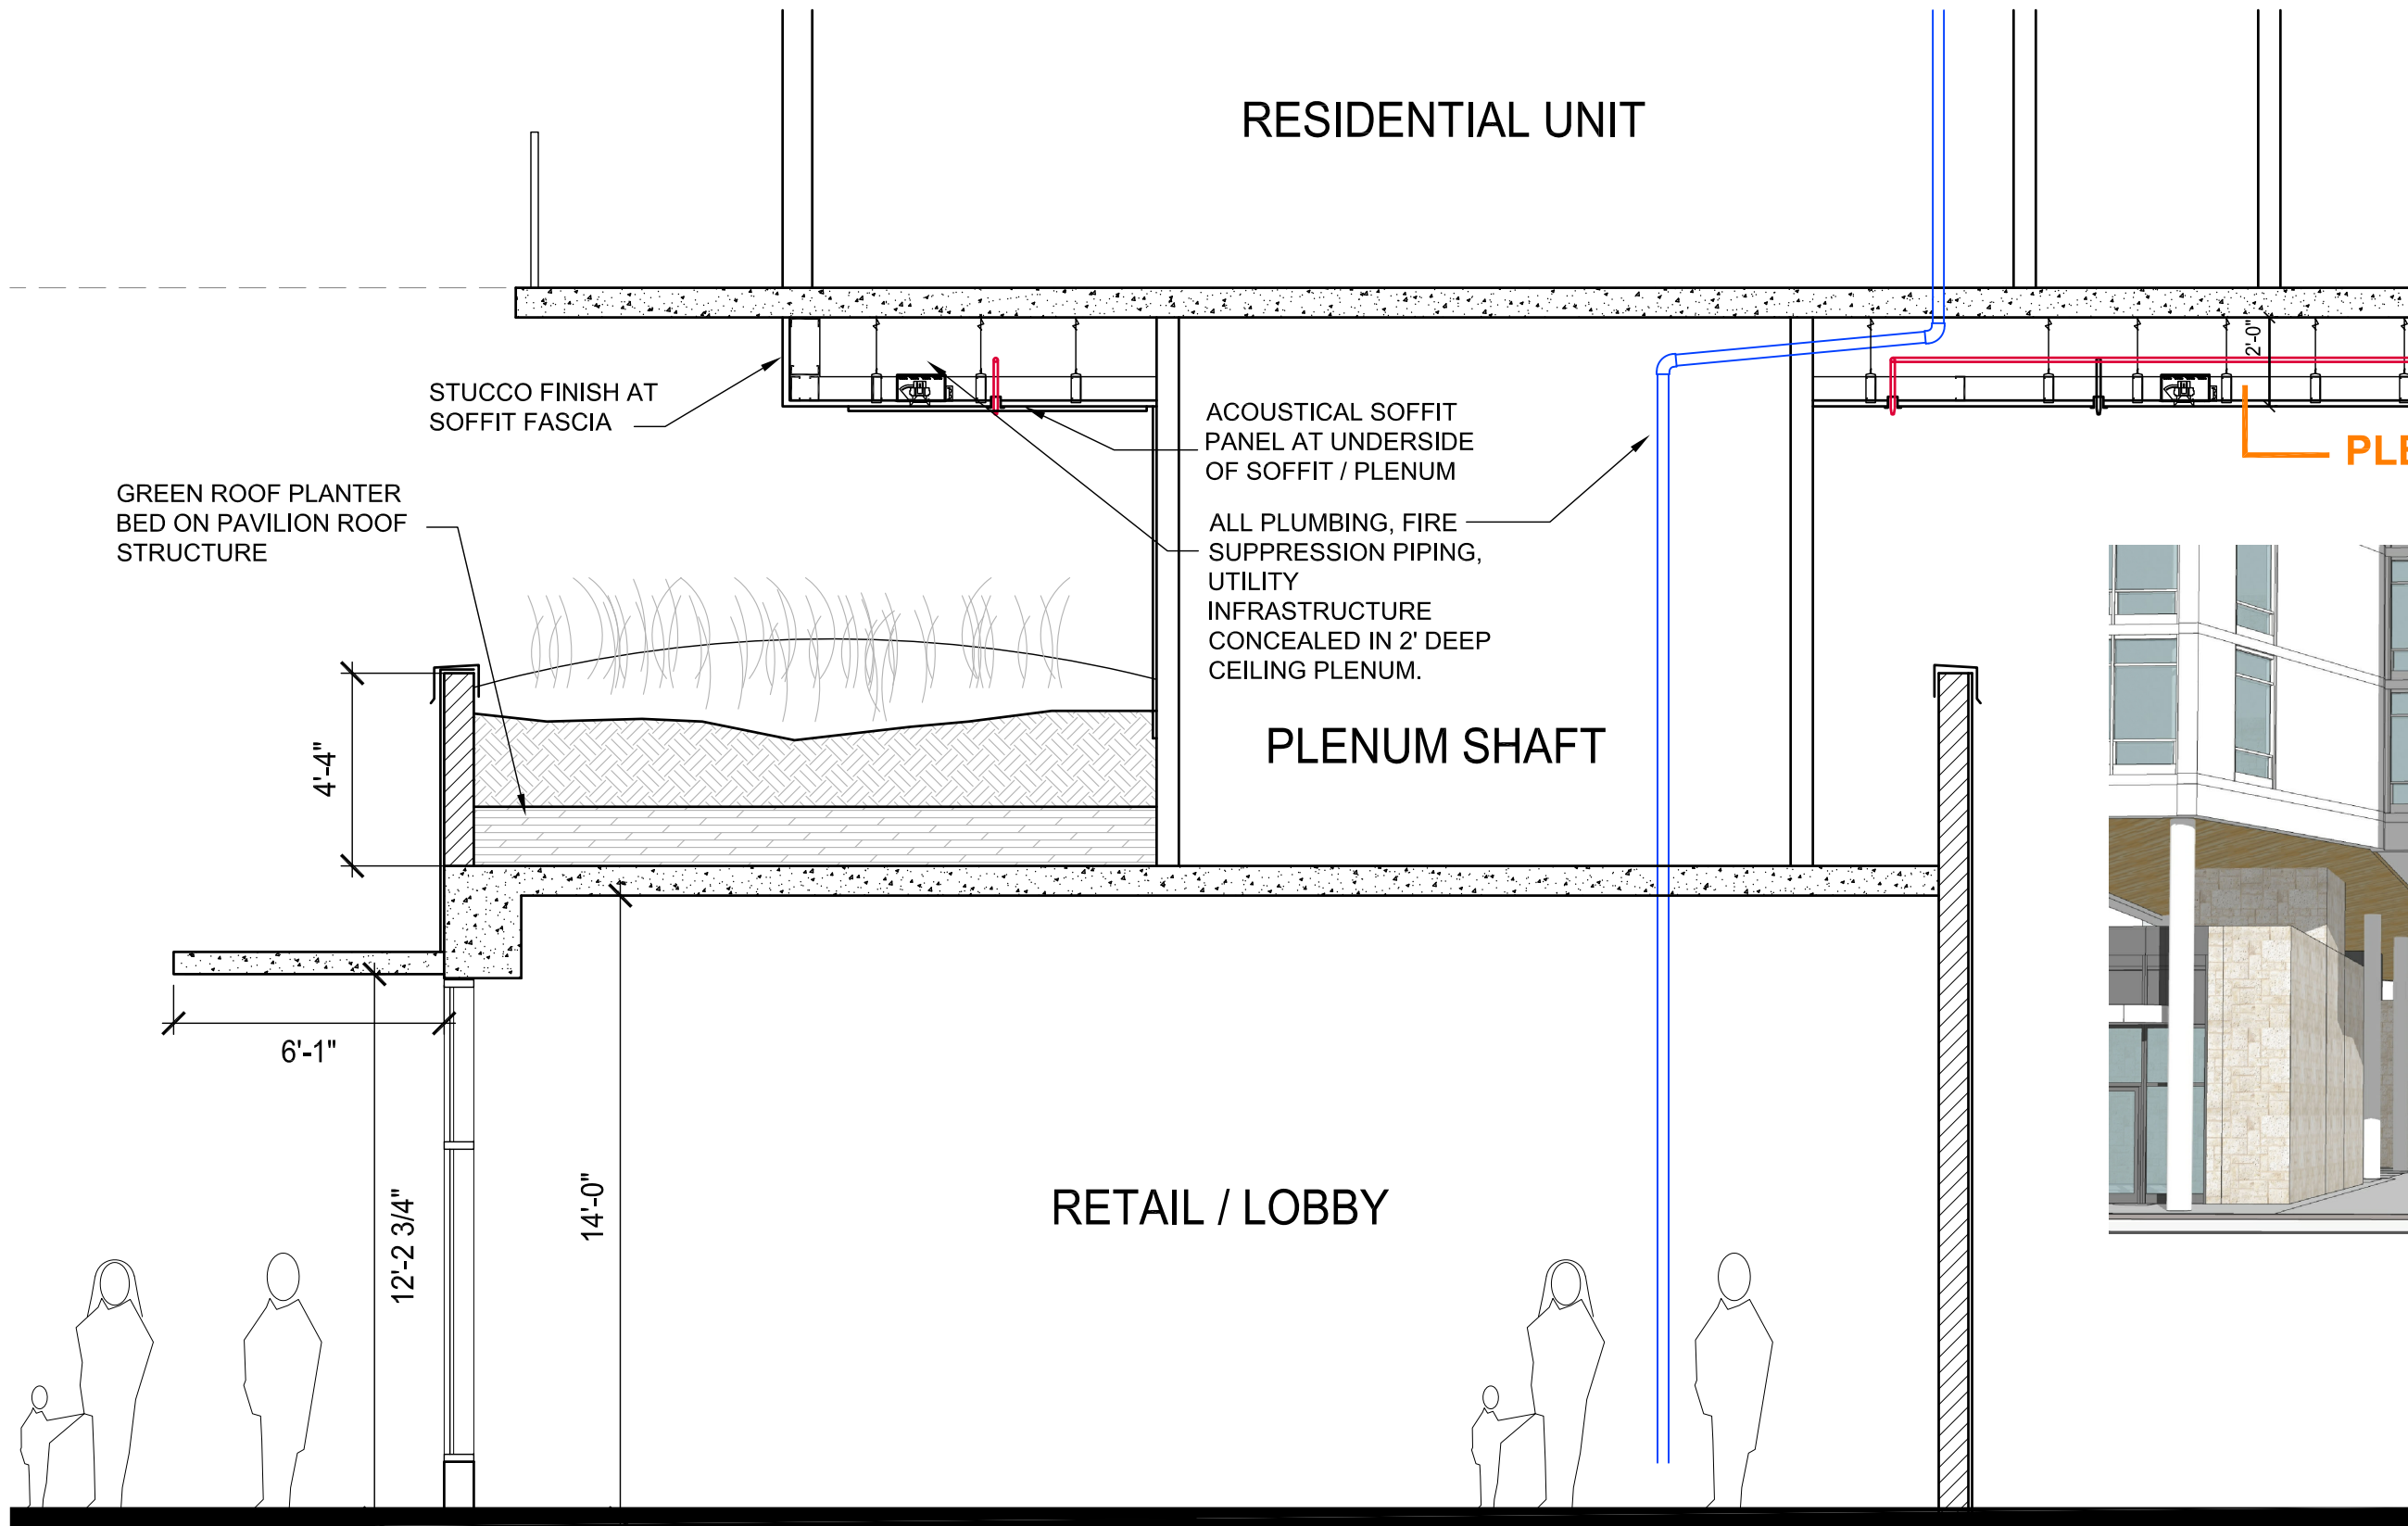 RESIDENTIAL UNIT
STUCCO FINISH AT
SOFFIT FASCIA
2'-0"
ACOUSTICAL SOFFIT
PANEL AT UNDERSIDE
OF SOFFIT / PLENUM
PLE
GREEN ROOF PLANTER
BED ON PAVILION ROOF
STRUCTURE
ALL PLUMBING, FIRE
SUPPRESSION PIPING,
UTILITY
INFRASTRUCTURE
CONCEALED IN 2' DEEP
CEILING PLENUM.
4'-4"
PLENUM SHAFT
6'-1"
12'-2 3/4"
14'-0"
RETAIL / LOBBY